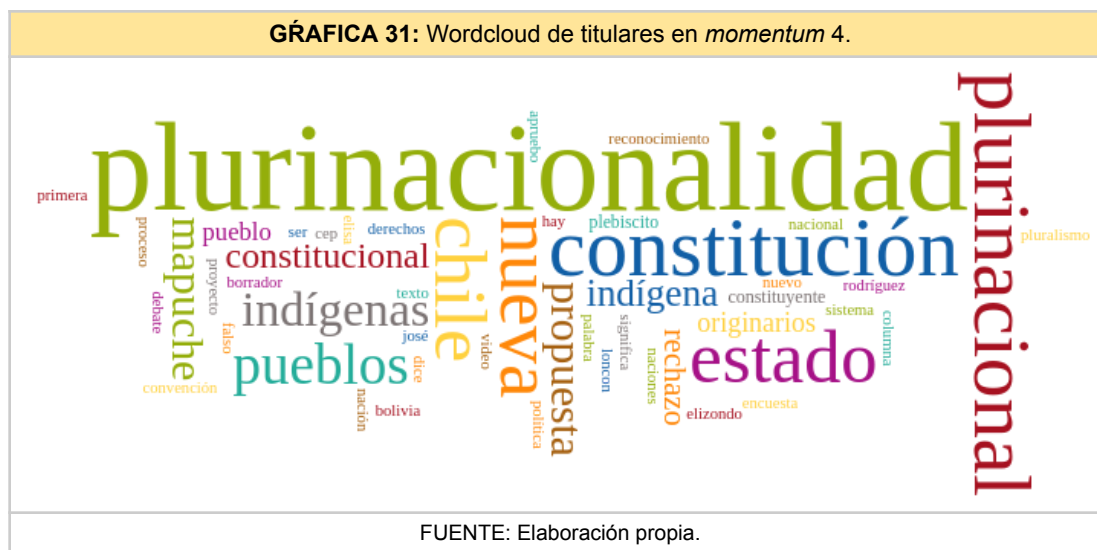 GŔAFICA 31: Wordcloud de titulares en momentum 4.
plurinacionalidad
plurinacional
apruebo
reconocimiento
primera
proceso
mapuche
pueblo
ser
cep
elisa
derechos
chile
nueva
hay
plebiscito
constitución
nacional
pluralismo
constitucional
proyecto
borrador
indígenas
texto
debate
falso
josé
video
propuesta
indígena
nuevo
rodríguez
constituyente
originarios
sistema
columna
palabra
significa
loncon
naciones
rechazo
estado
pueblos
dice
convención
nación
bolivia
política
elizondo
encuesta
FUENTE: Elaboración propia.